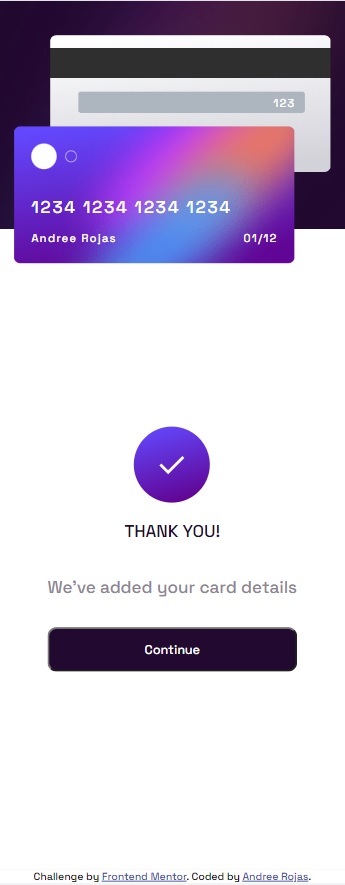 123
1234 1234 1234 1234
Andree Rojas 01/12
THANK YOU!
We've added your card details
Continue
Challenge by Frontend Mentor. Coded by Andree Rojas.